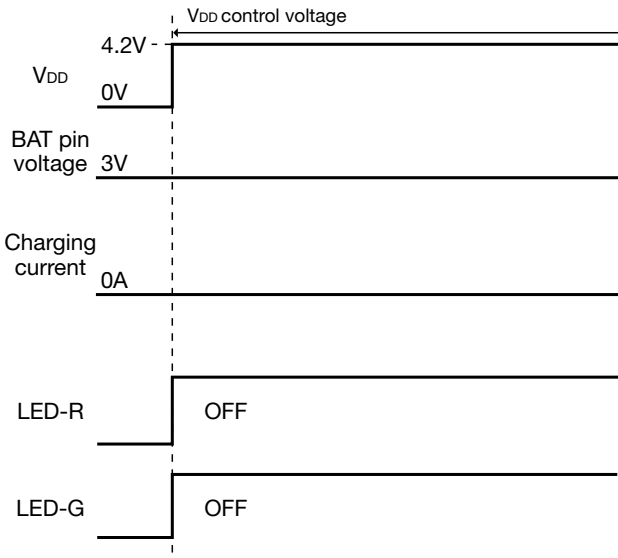 VDD control voltage
4.2V
VDD
0V
BAT pin
voltage
3V
Charging
current
0A
LED-R
OFF
LED-G
OFF